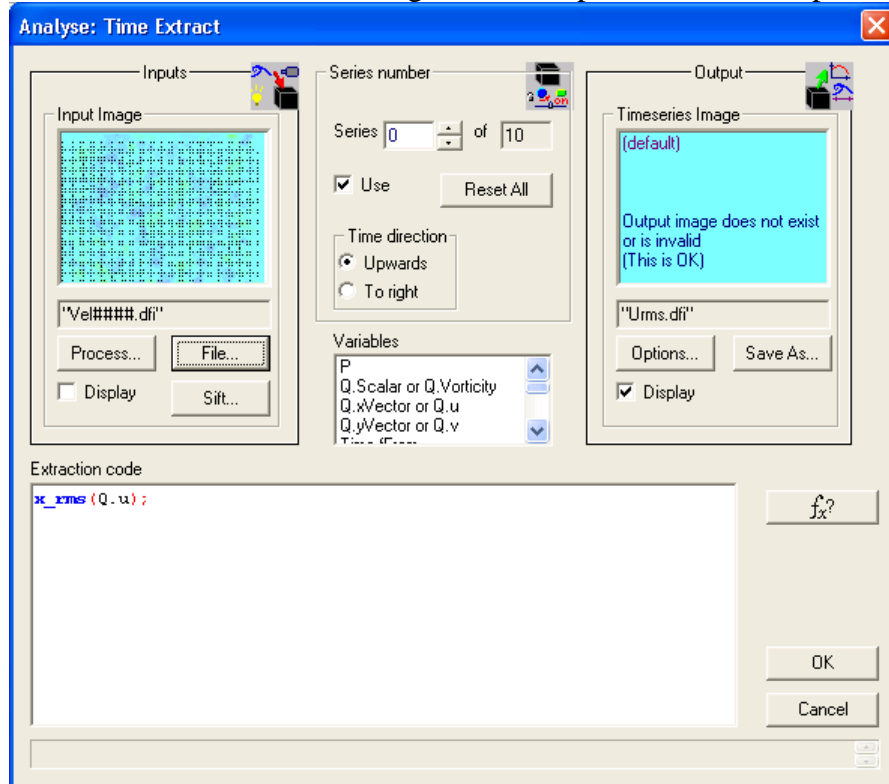 Analyse: Time Extract
Inputs
Input Image
"Vel####.dfi"
Process...
File...
Display
Sift...
Series number
Series 0 of 10
Use
Reset All
Time direction
Upwards
To right
Variables
P
Q.Scalar or Q.Vorticity
Q.xVector or Q.u
Q.yVector or Q.v
Output
Timeseries Image
(default)
Output image does not exist
or is invalid
(This is OK)
"Urms.dfi"
Options...
Save As...
Display
Extraction code
x_rms(Q.u);
fx?
OK
Cancel